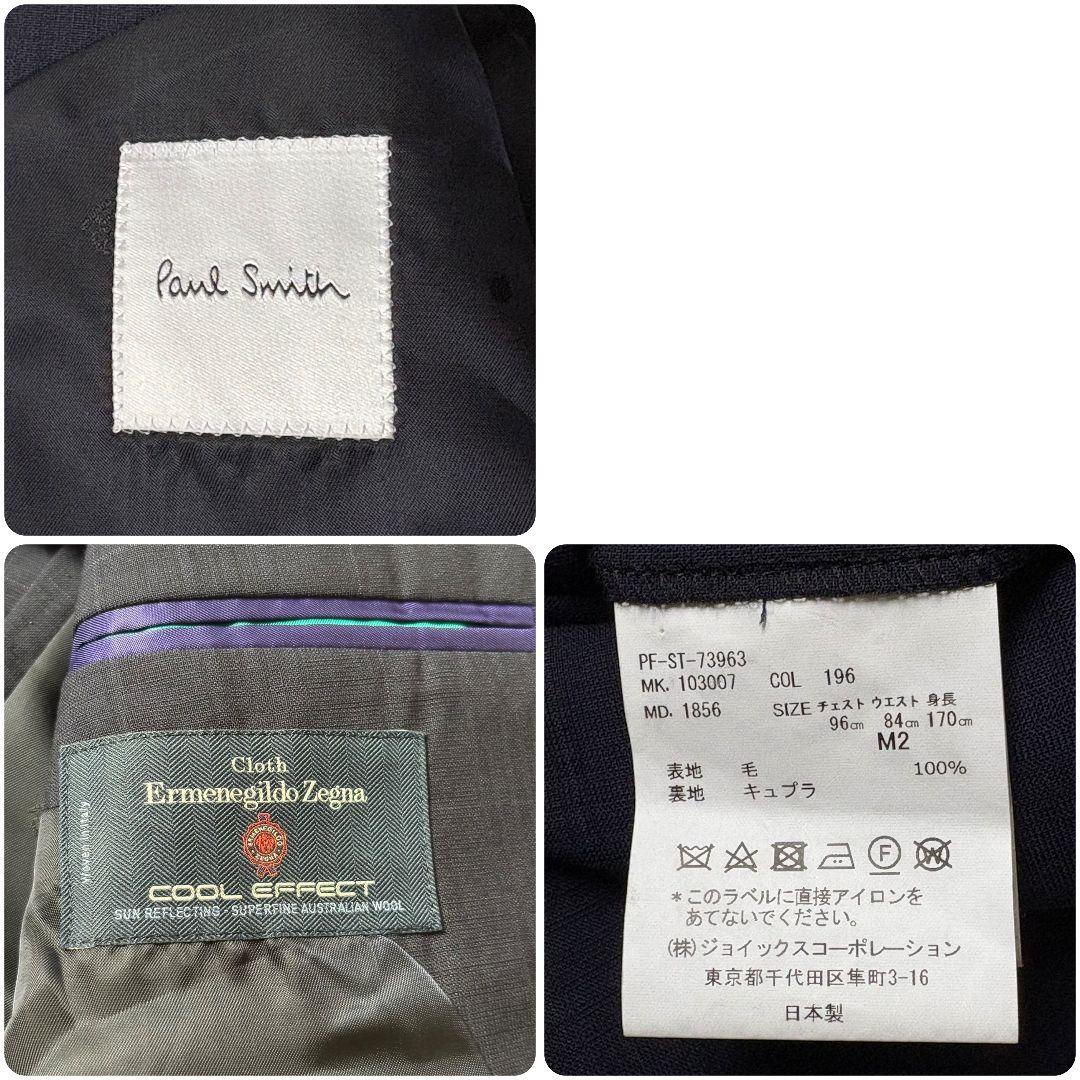 Paul Smith
Cloth
Ermenegildo Zegna
woven in Italy
ERMENEGILDO
ZEGNA
COOL EFFECT
SUN REFLECTING - SUPERFINE AUSTRALIAN WOOL
PF-ST-73963
MK. 103007 COL 196
MD. 1856 SIZE チェスト ウエスト 身長
96cm 84cm 170cm
M2
表地 毛 100%
裏地 キュプラ
F W
*このラベルに直接アイロンを
あてないでください。
(株)ジョイックスコーポレーション
東京都千代田区隼町3-16
日本製